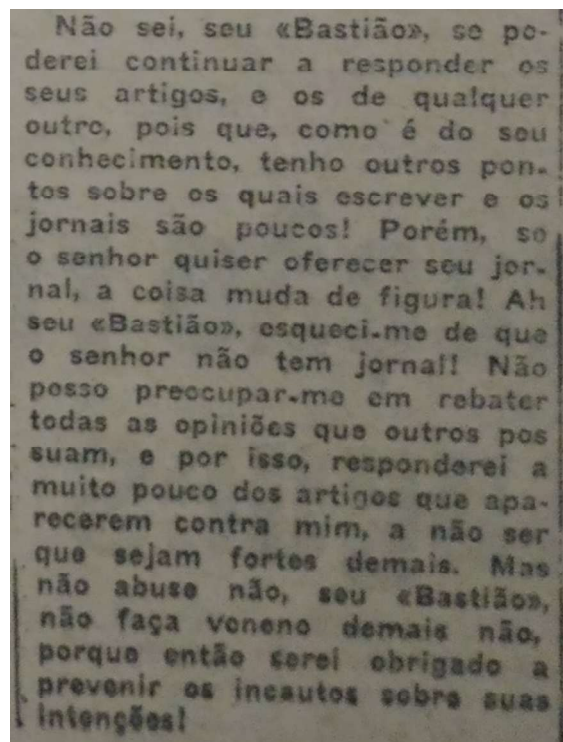 Não sei, seu «Bastião», se po-
derei continuar a responder os
seus artigos, e os de qualquer
outro, pois que, como é do seu
conhecimento, tenho outros pon-
tos sobre os quais escrever e os
jornais são poucos! Porém, se
o senhor quiser oferecer seu jor-
nal, a coisa muda de figura! Ah
seu «Bastião», esqueci-me de que
o senhor não tem jornal! Não
posso preocupar-me em rebater
todas as opiniões que outros pos
suam, e por isso, responderei a
muito pouco dos artigos que apa-
recerem contra mim, a não ser
que sejam fortes demais. Mas
não abuse não, seu «Bastião»,
não faça veneno demais não,
porque então serei obrigado a
prevenir os incautos sobre suas
intenções!